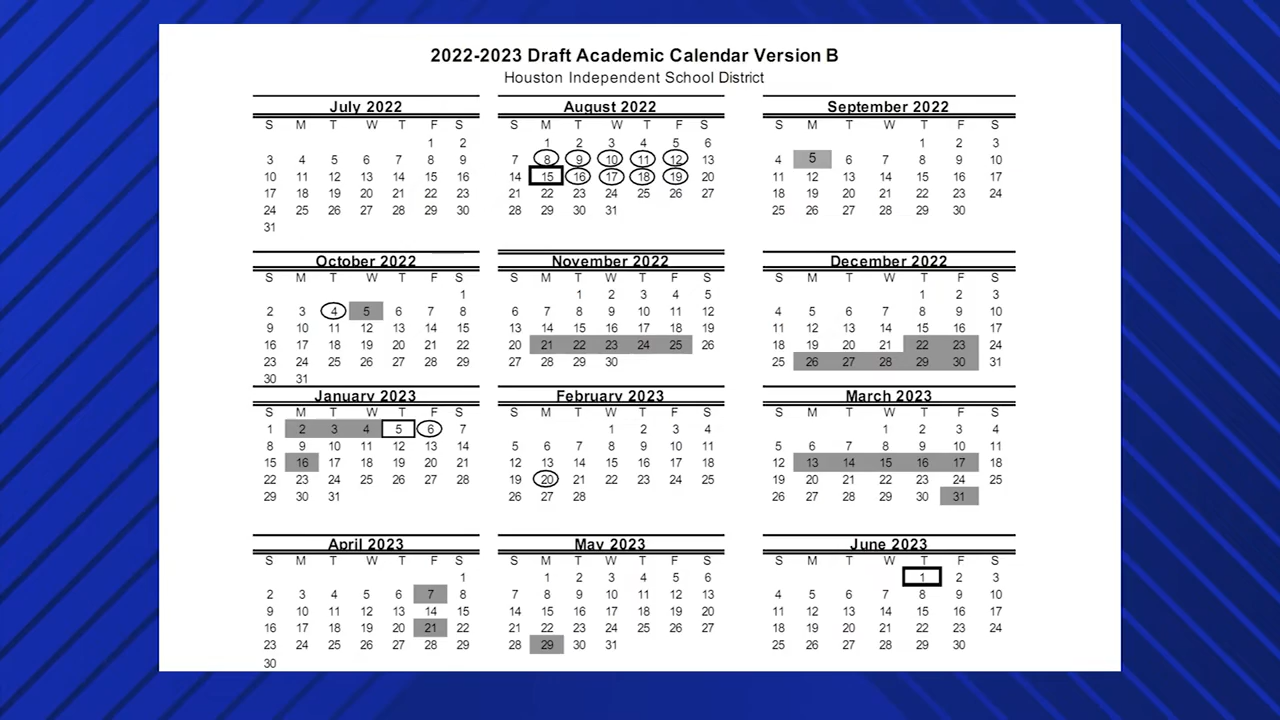 2022-2023 Draft Academic Calendar Version B
Houston Independent School District
July 2022
S M T W T F S
1 2
3 4 5 6 7 8 9
10 11 12 13 14 15 16
17 18 19 20 21 22 23
24 25 26 27 28 29 30
31
August 2022
S M T W T F S
1 2 3 4 5 6
7 8 9 10 11 12 13
14 15 16 17 18 19 20
21 22 23 24 25 26 27
28 29 30 31
September 2022
S M T W T F S
1 2 3
4 5 6 7 8 9 10
11 12 13 14 15 16 17
18 19 20 21 22 23 24
25 26 27 28 29 30
October 2022
S M T W T F S
1
2 3 4 5 6 7 8
9 10 11 12 13 14 15
16 17 18 19 20 21 22
23 24 25 26 27 28 29
30 31
November 2022
S M T W T F S
1 2 3 4 5
6 7 8 9 10 11 12
13 14 15 16 17 18 19
20 21 22 23 24 25 26
27 28 29 30
December 2022
S M T W T F S
1 2 3
4 5 6 7 8 9 10
11 12 13 14 15 16 17
18 19 20 21 22 23 24
25 26 27 28 29 30 31
January 2023
S M T W T F S
1 2 3 4 5 6 7
8 9 10 11 12 13 14
15 16 17 18 19 20 21
22 23 24 25 26 27 28
29 30 31
February 2023
S M T W T F S
1 2 3 4
5 6 7 8 9 10 11
12 13 14 15 16 17 18
19 20 21 22 23 24 25
26 27 28
March 2023
S M T W T F S
1 2 3 4
5 6 7 8 9 10 11
12 13 14 15 16 17 18
19 20 21 22 23 24 25
26 27 28 29 30 31
April 2023
S M T W T F S
1
2 3 4 5 6 7 8
9 10 11 12 13 14 15
16 17 18 19 20 21 22
23 24 25 26 27 28 29
30
May 2023
S M T W T F S
1 2 3 4 5 6
7 8 9 10 11 12 13
14 15 16 17 18 19 20
21 22 23 24 25 26 27
28 29 30 31
June 2023
S M T W T F S
1 2 3
4 5 6 7 8 9 10
11 12 13 14 15 16 17
18 19 20 21 22 23 24
25 26 27 28 29 30